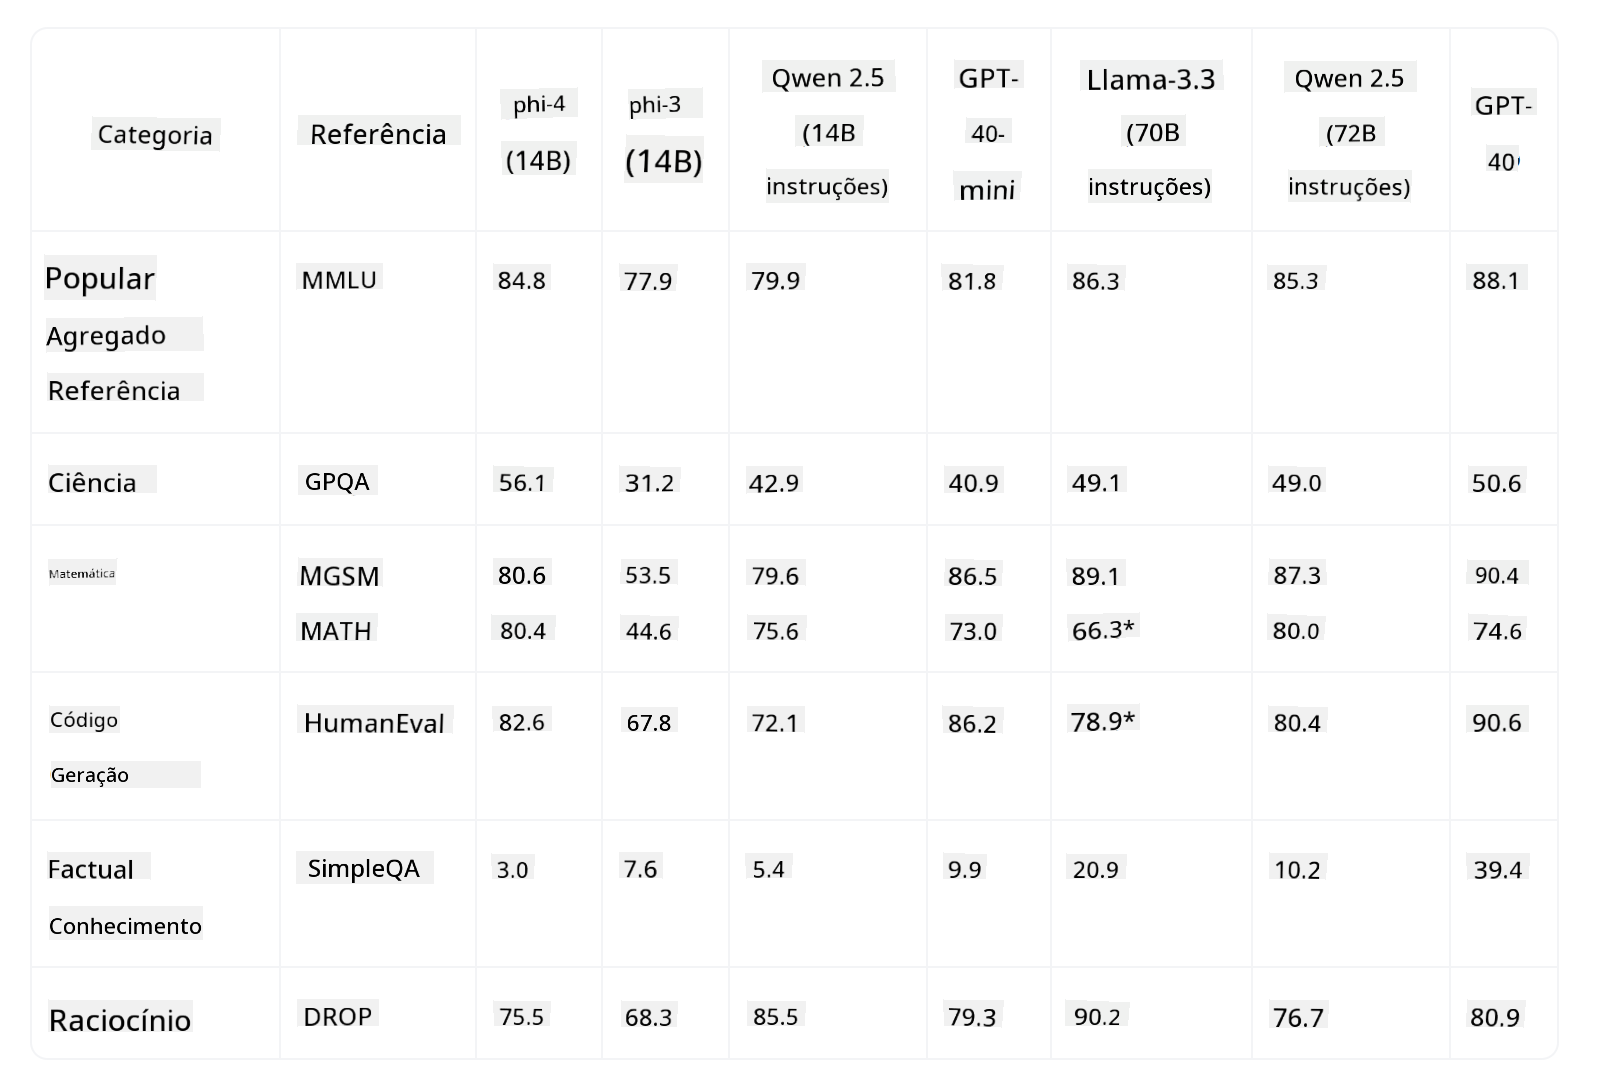 Categoria Referência phi-4 (14B) phi-3 (14B) Qwen 2.5 (14B instruções) GPT-40-mini Llama-3.3 (70B instruções) Qwen 2.5 (72B instruções) GPT-40
Popular MMLU 84.8 77.9 79.9 81.8 86.3 85.3 88.1
Agregado
Referência
Ciência GPQA 56.1 31.2 42.9 40.9 49.1 49.0 50.6
Matemática MGSM 80.6 53.5 79.6 86.5 89.1 87.3 90.4
MATH 80.4 44.6 75.6 73.0 66.3* 80.0 74.6
Código HumanEval 82.6 67.8 72.1 86.2 78.9* 80.4 90.6
Geração
Factual SimpleQA 3.0 7.6 5.4 9.9 20.9 10.2 39.4
Conhecimento
Raciocínio DROP 75.5 68.3 85.5 79.3 90.2 76.7 80.9